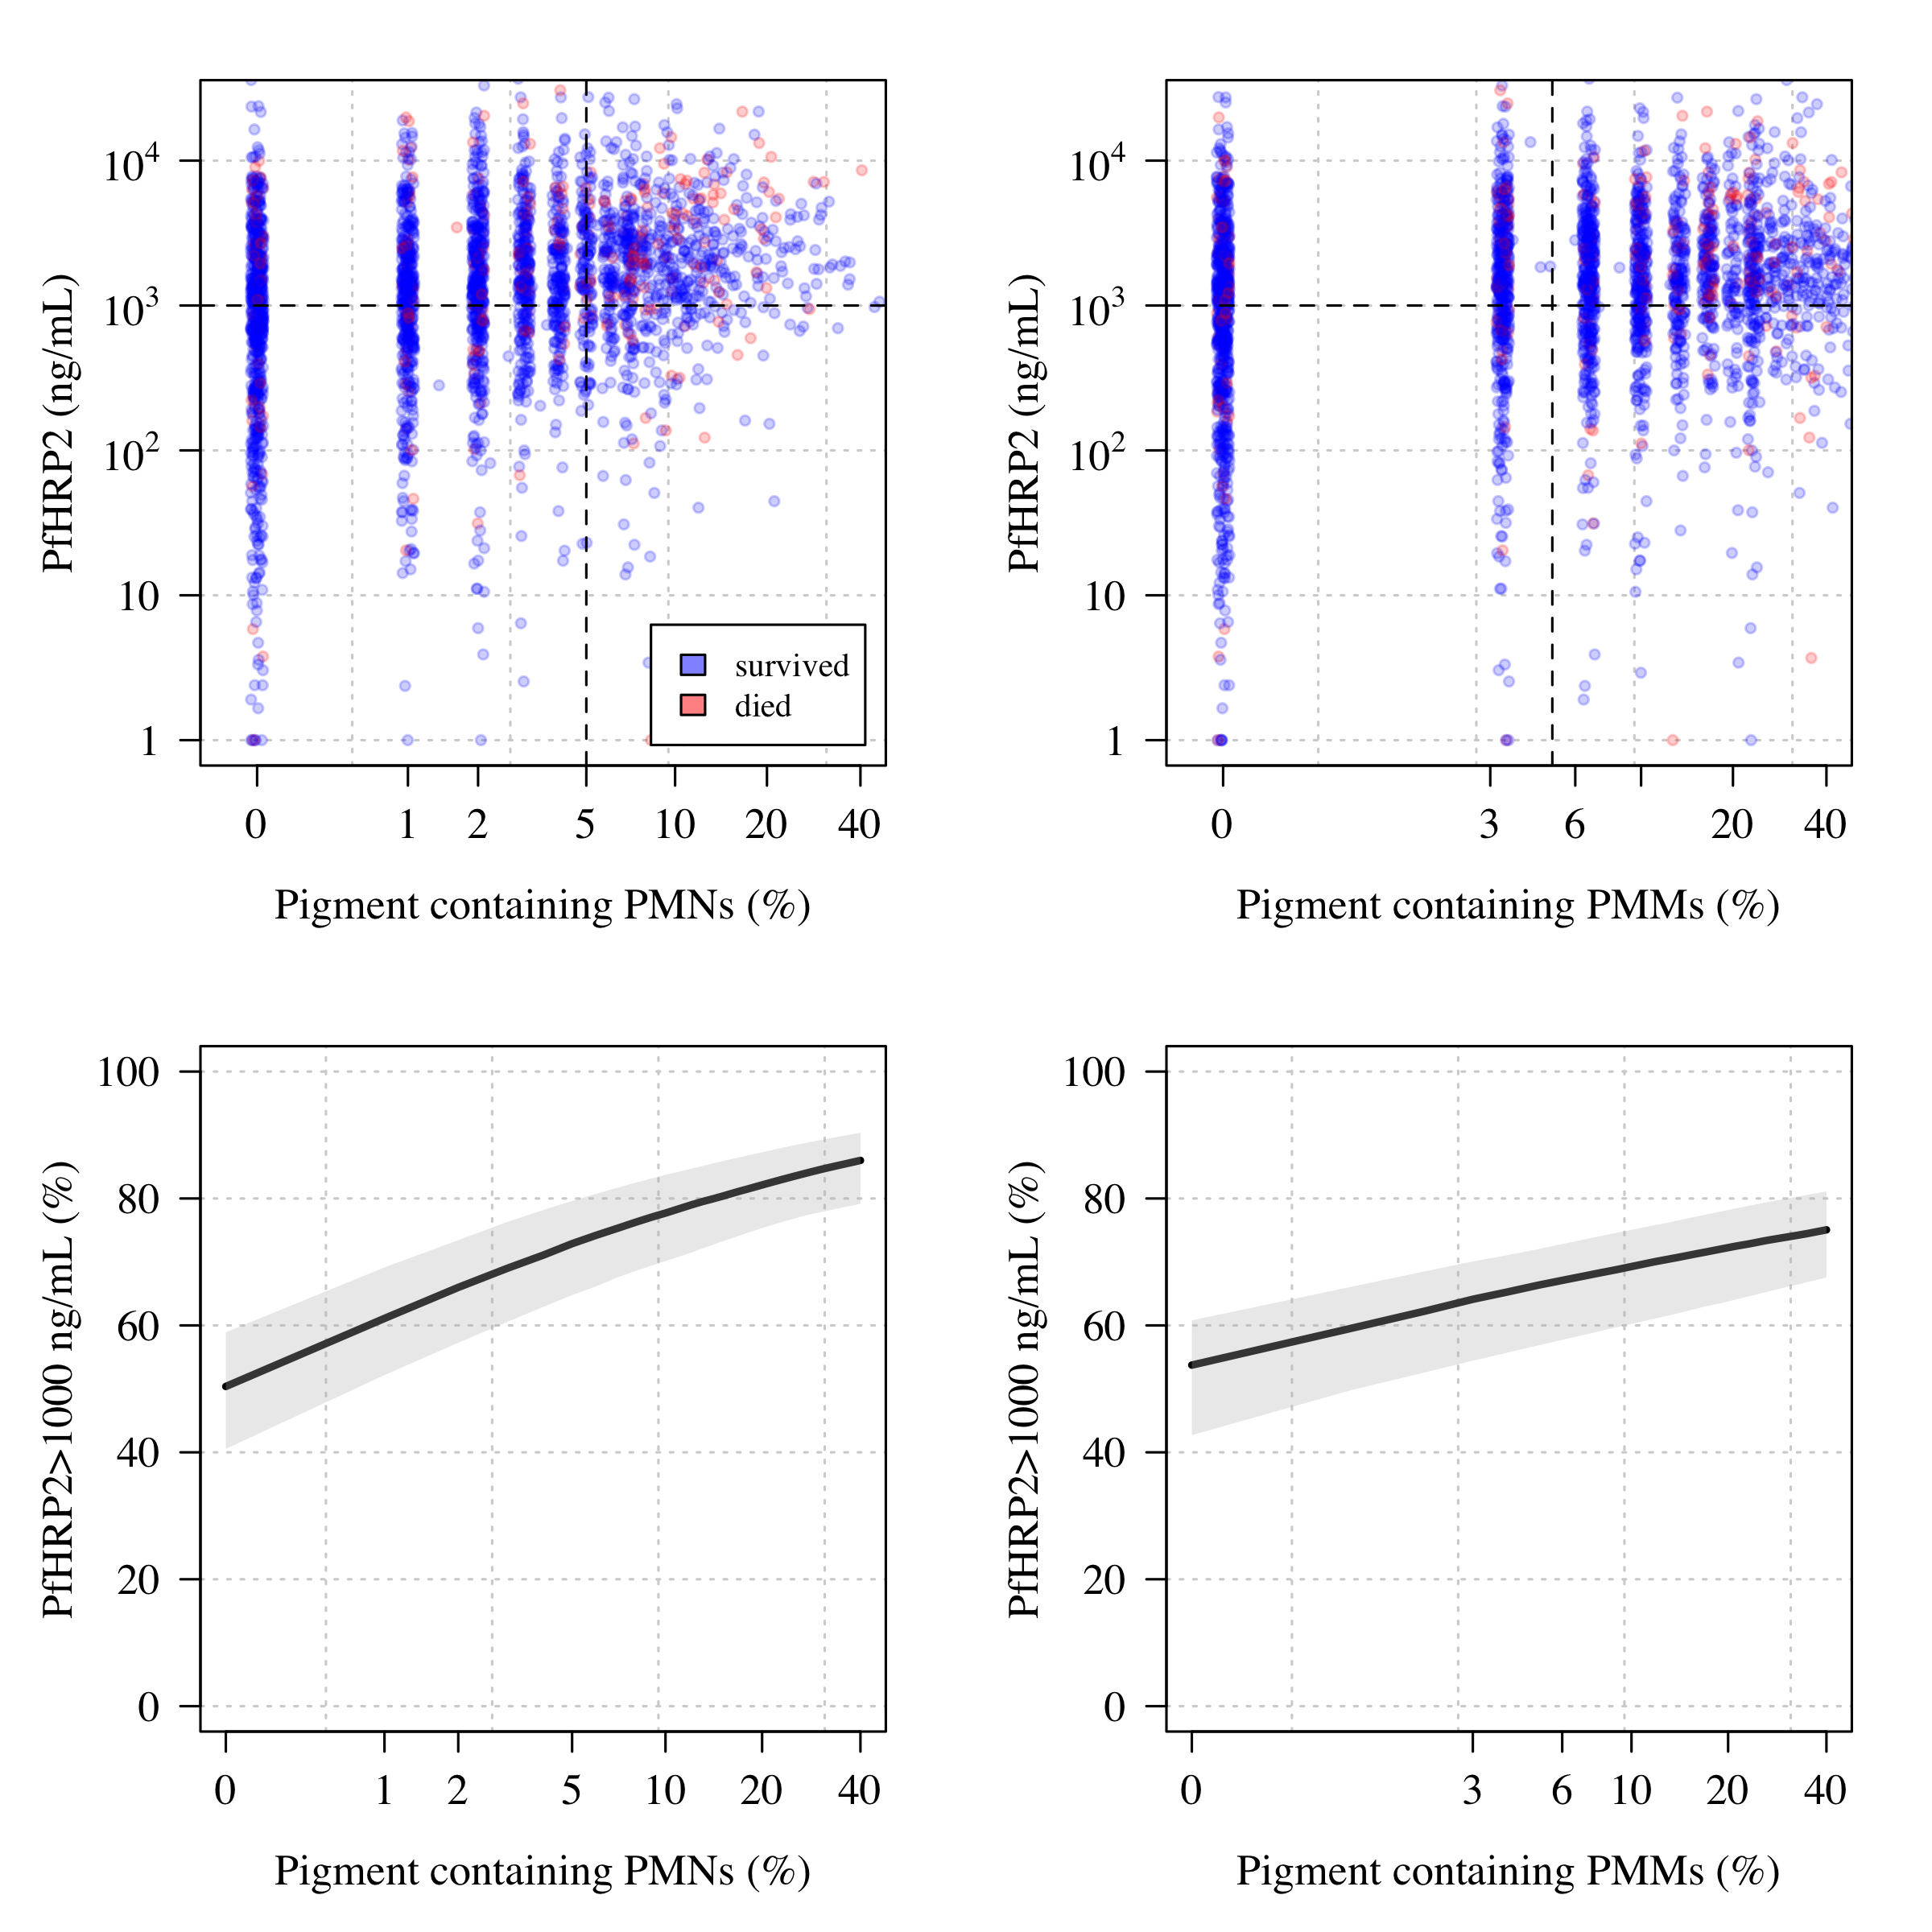 PfHRP2 (ng/mL)
10⁴
10³
10²
10
1
survived
died
0 1 2 5 10 20 40
Pigment containing PMNs (%)
PfHRP2 (ng/mL)
10⁴
10³
10²
10
1
0 3 6 20 40
Pigment containing PMMs (%)
PfHRP2>1000 ng/mL (%)
100
80
60
40
20
0
0 1 2 5 10 20 40
Pigment containing PMNs (%)
PfHRP2>1000 ng/mL (%)
100
80
60
40
20
0
0 3 6 10 20 40
Pigment containing PMMs (%)